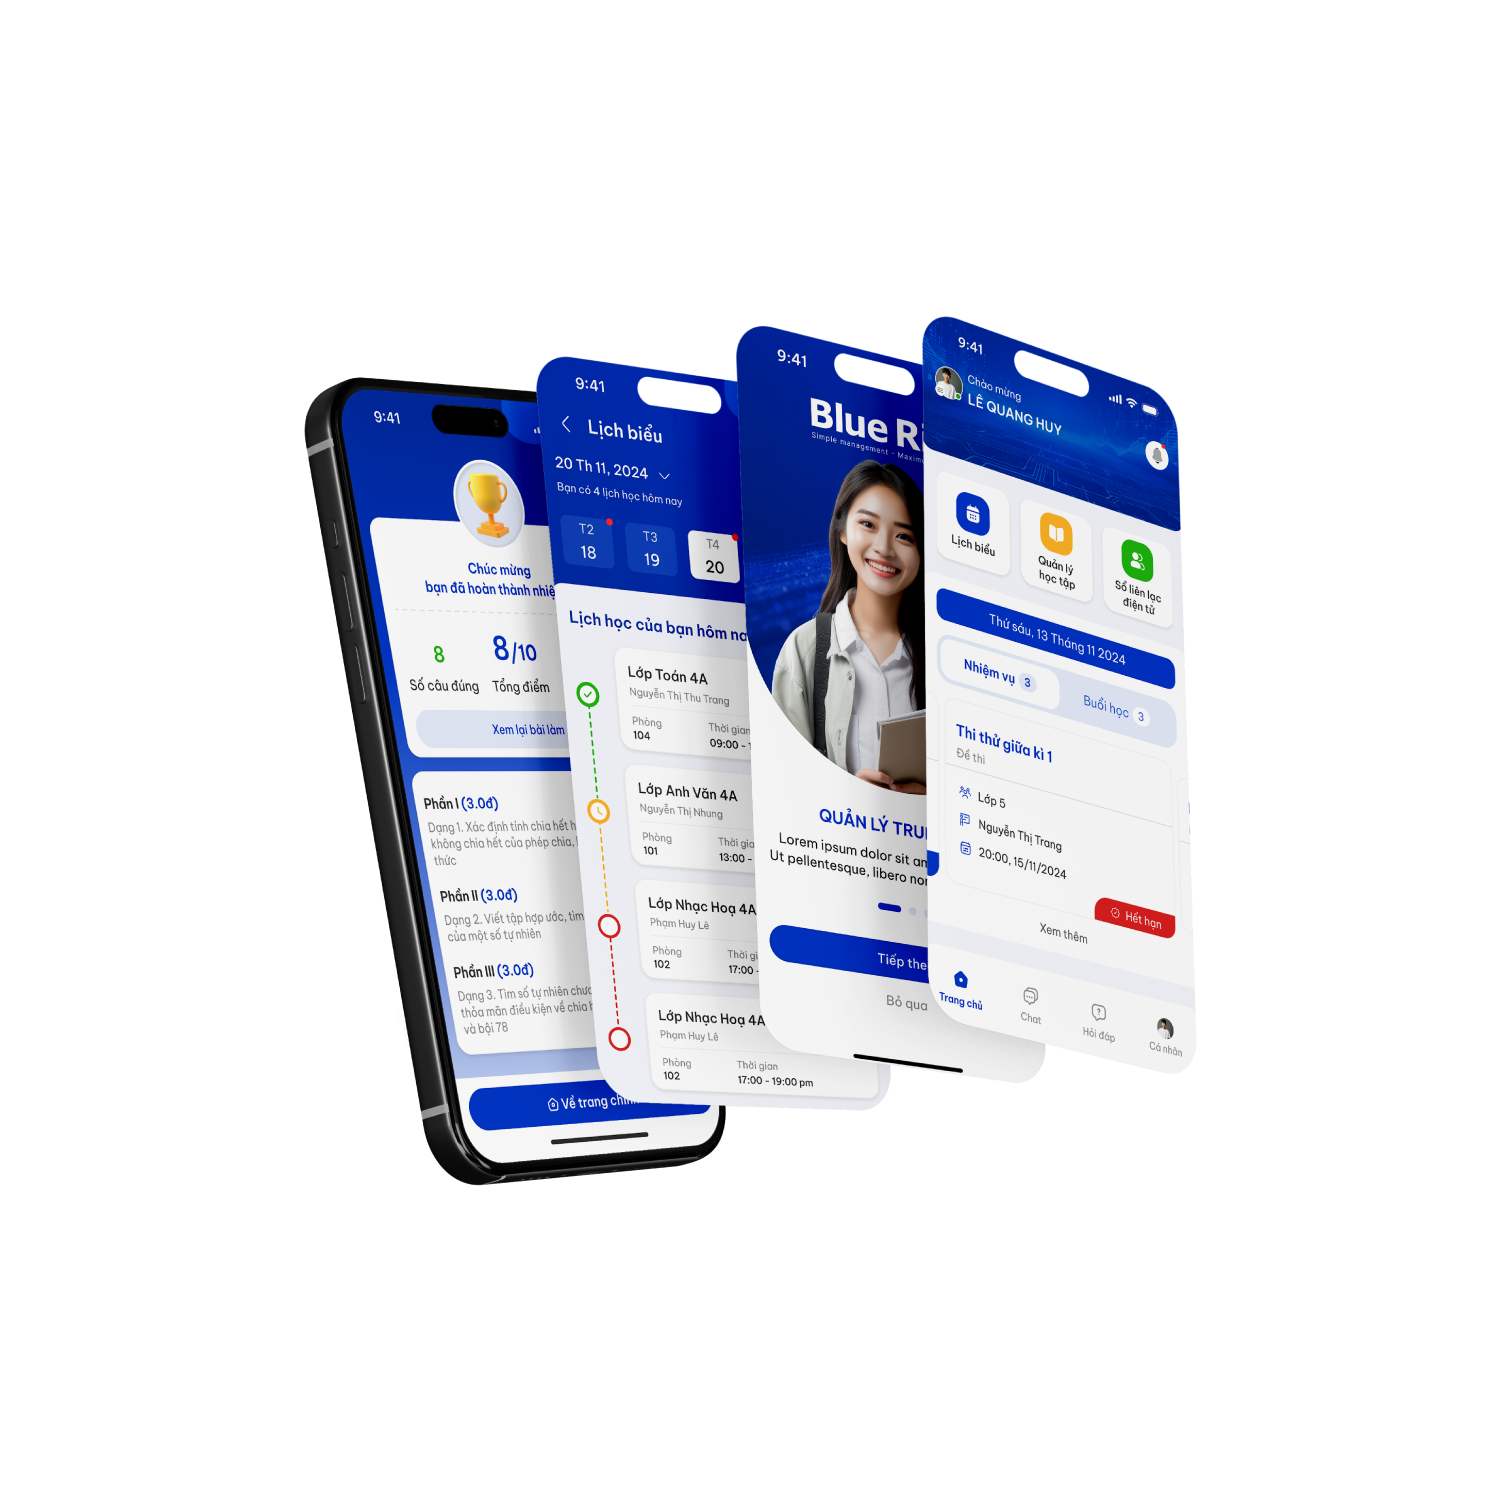 9:41
Chúc mừng
bạn đã hoàn thành
8
8/10
Số câu đúng
Tổng điểm
Xem lại bài làm
Phần I (3.0đ)
Dạng 1. Xác định tính chia hết
không chia hết của phép chia,
thức
Phần II (3.0đ)
Dạng 2. Viết tập hợp ước, tìm
của một số tự nhiên
Phần III (3.0đ)
Dạng 3. Tìm số tự nhiên
thỏa mãn điều kiện về chia
và bội 78
Về trang
9:41
Lịch biểu
20 Th 11, 2024
Bạn có 4 lịch học hôm nay
T2
18
T3
19
T4
20
Lịch học của bạn hôm
Lớp Toán 4A
Nguyễn Thị Thu Trang
Phòng
Thời gian
104
09:00 -
Lớp Anh Văn 4A
Nguyễn Thị Nhung
Phòng
Thời
101
13:00 -
Lớp Nhạc Hoạ 4A
Phạm Huy Lê
Phòng
Thời
102
17:00 -
Lớp Nhạc Hoạ 4A
Phạm Huy Lê
Phòng
Thời gian
102
17:00 - 19:00 pm
9:41
Blue
Simple management -
QUẢN LÝ
Lorem ipsum dolor sit
Ut pellentesque, libero
Tiếp
Bỏ qua
9:41
Chào mừng
LÊ QUANG HUY
Lịch biểu
Quản lý
học tập
Sổ liên lạc
điện tử
Thứ sáu, 13 Tháng 11 2024
Nhiệm vụ 3
Buổi học 3
Thi thử giữa kì 1
Đề thi
Lớp 5
Nguyễn Thị Trang
20:00, 15/11/2024
Hết hạn
Xem thêm
Trang chủ
Chat
Hỏi đáp
Cá nhân